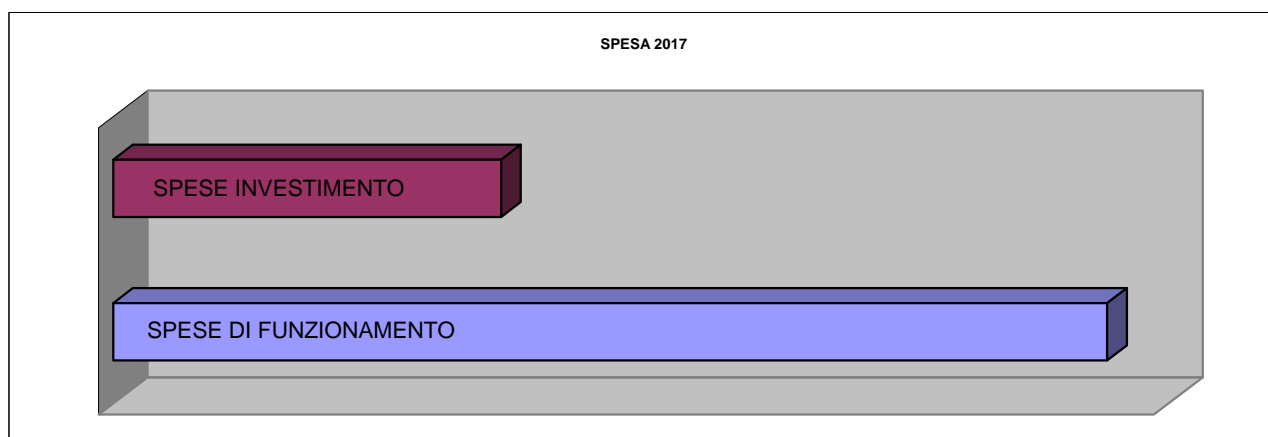 SPESA 2017
SPESE INVESTIMENTO
SPESE DI FUNZIONAMENTO